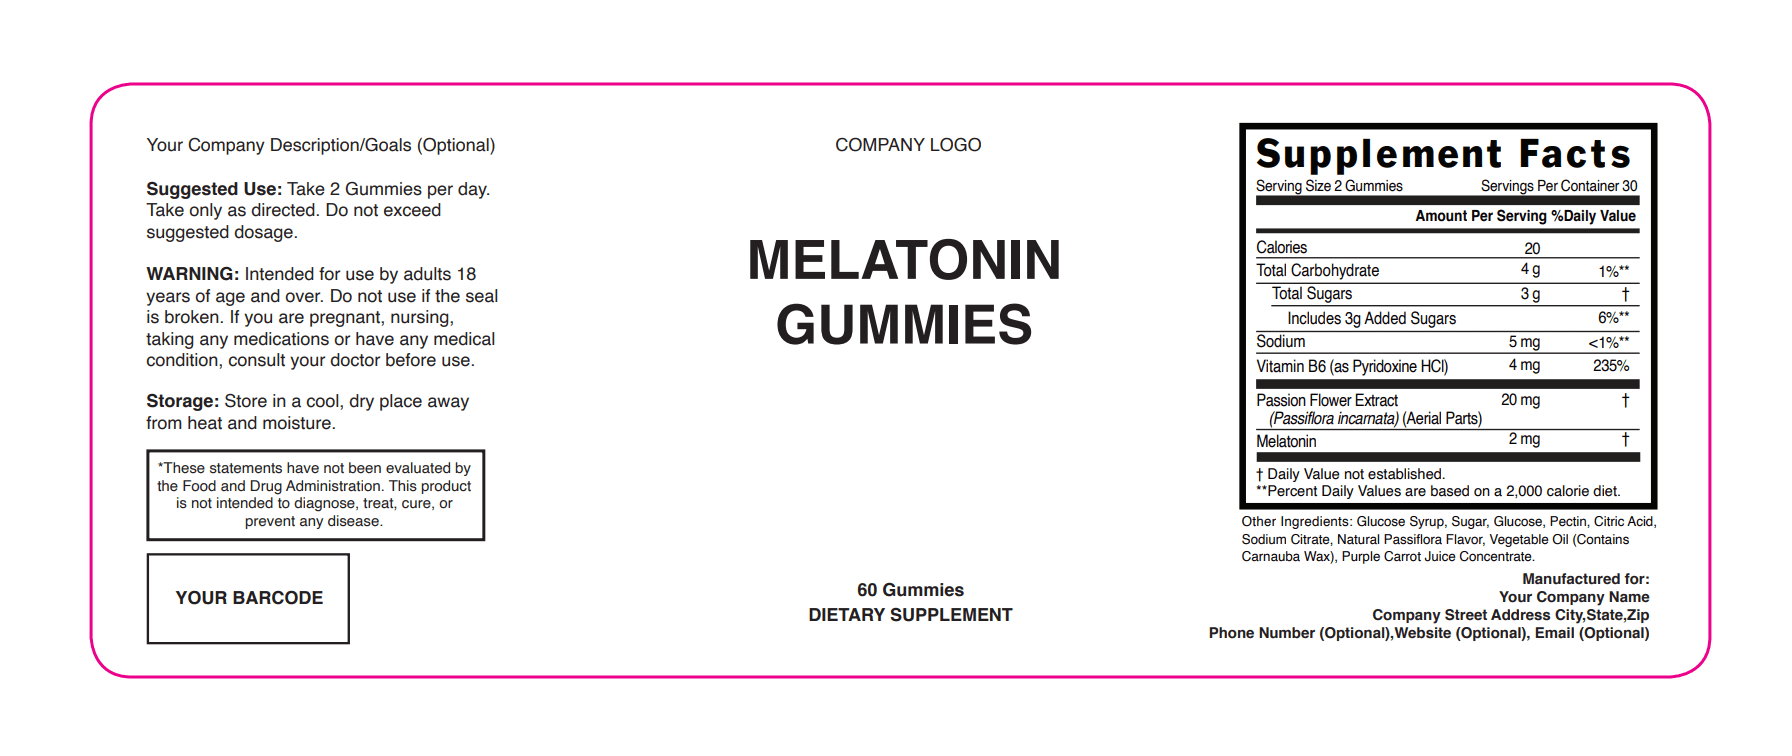 Your Company Description/Goals (Optional)
Suggested Use: Take 2 Gummies per day.
Take only as directed. Do not exceed
suggested dosage.
WARNING: Intended for use by adults 18
years of age and over. Do not use if the seal
is broken. If you are pregnant, nursing,
taking any medications or have any medical
condition, consult your doctor before use.
Storage: Store in a cool, dry place away
from heat and moisture.
*These statements have not been evaluated by
the Food and Drug Administration. This product
is not intended to diagnose, treat, cure, or
prevent any disease.
YOUR BARCODE
COMPANY LOGO
MELATONIN
GUMMIES
60 Gummies
DIETARY SUPPLEMENT
Supplement Facts
Serving Size 2 Gummies Servings Per Container 30
Amount Per Serving %Daily Value
Calories 20
Total Carbohydrate 4 g 1%**
Total Sugars 3 g †
Includes 3g Added Sugars 6%**
Sodium 5 mg <1%**
Vitamin B6 (as Pyridoxine HCl) 4 mg 235%
Passion Flower Extract 20 mg †
(Passiflora incarnata) (Aerial Parts)
Melatonin 2 mg †
† Daily Value not established.
**Percent Daily Values are based on a 2,000 calorie diet.
Other Ingredients: Glucose Syrup, Sugar, Glucose, Pectin, Citric Acid,
Sodium Citrate, Natural Passiflora Flavor, Vegetable Oil (Contains
Carnauba Wax), Purple Carrot Juice Concentrate.
Manufactured for:
Your Company Name
Company Street Address City,State,Zip
Phone Number (Optional),Website (Optional), Email (Optional)